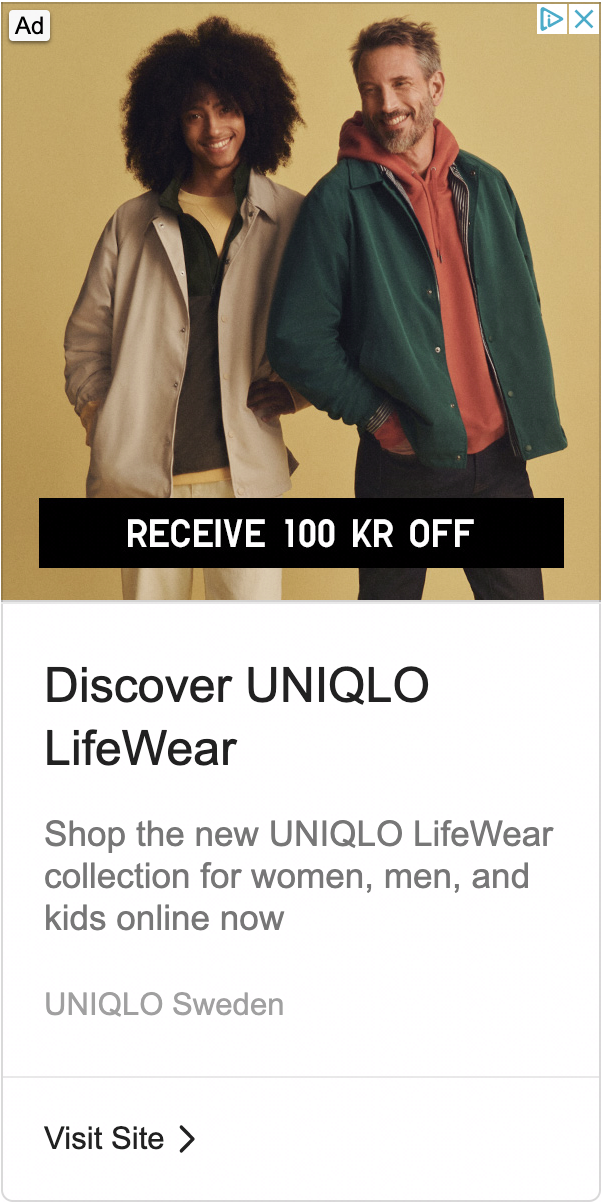 Ad
RECEIVE 100 KR OFF
Discover UNIQLO
LifeWear
Shop the new UNIQLO LifeWear
collection for women, men, and
kids online now
UNIQLO Sweden
Visit Site